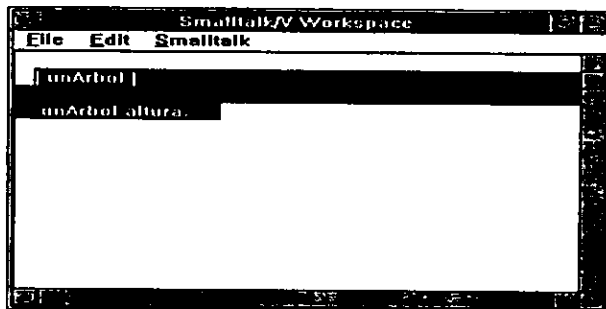 Smalltalk/V Workspace
File Edit Smalltalk
| unArbol |
unArbol altura.